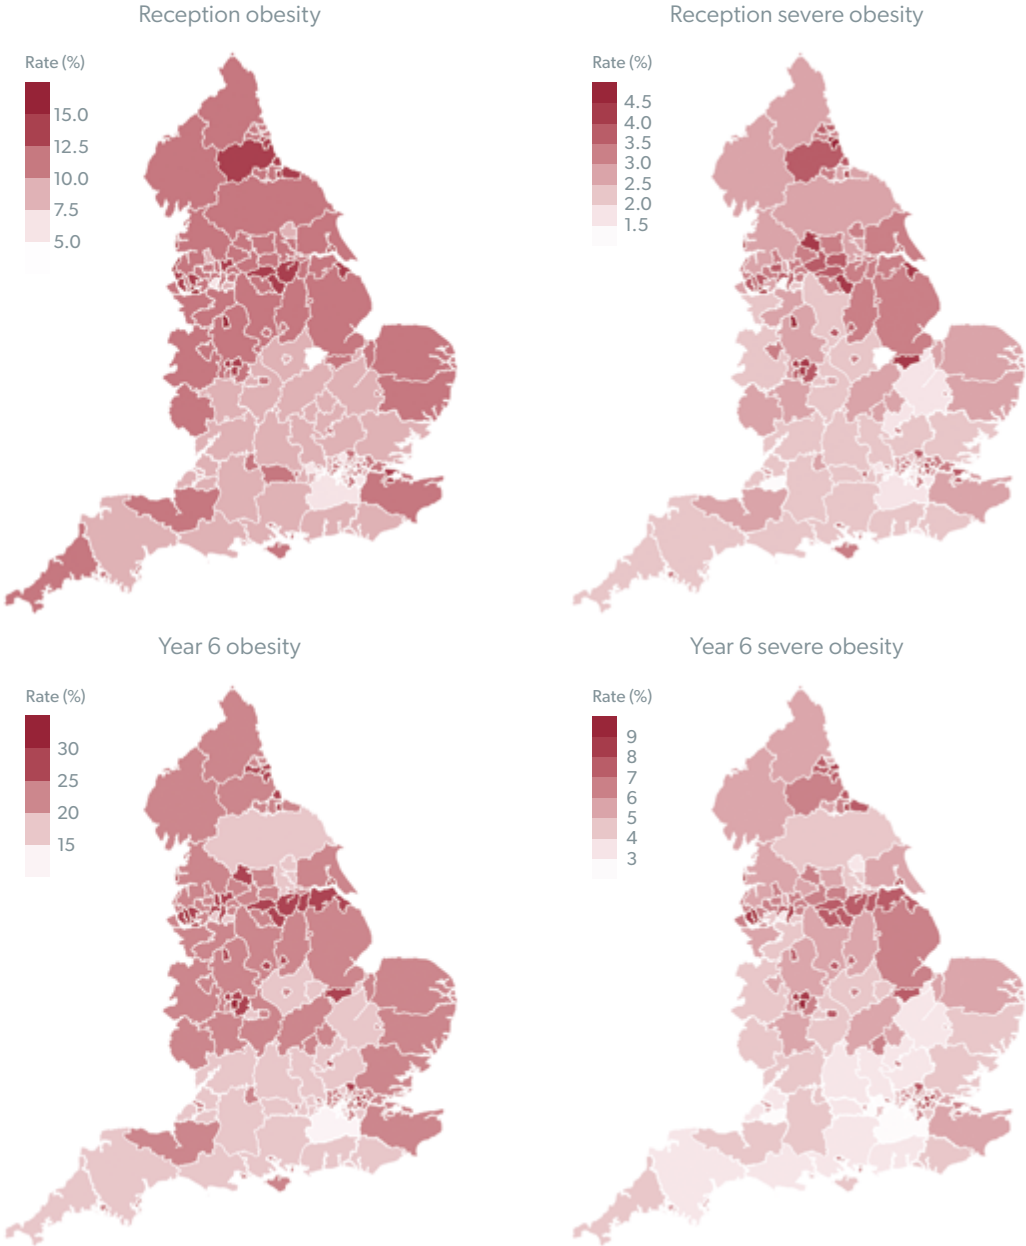 Reception obesity
Rate (%)
15.0
12.5
10.0
7.5
5.0
Reception severe obesity
Rate (%)
4.5
4.0
3.5
3.0
2.5
2.0
1.5
Year 6 obesity
Rate (%)
30
25
20
15
Year 6 severe obesity
Rate (%)
9
8
7
6
5
4
3